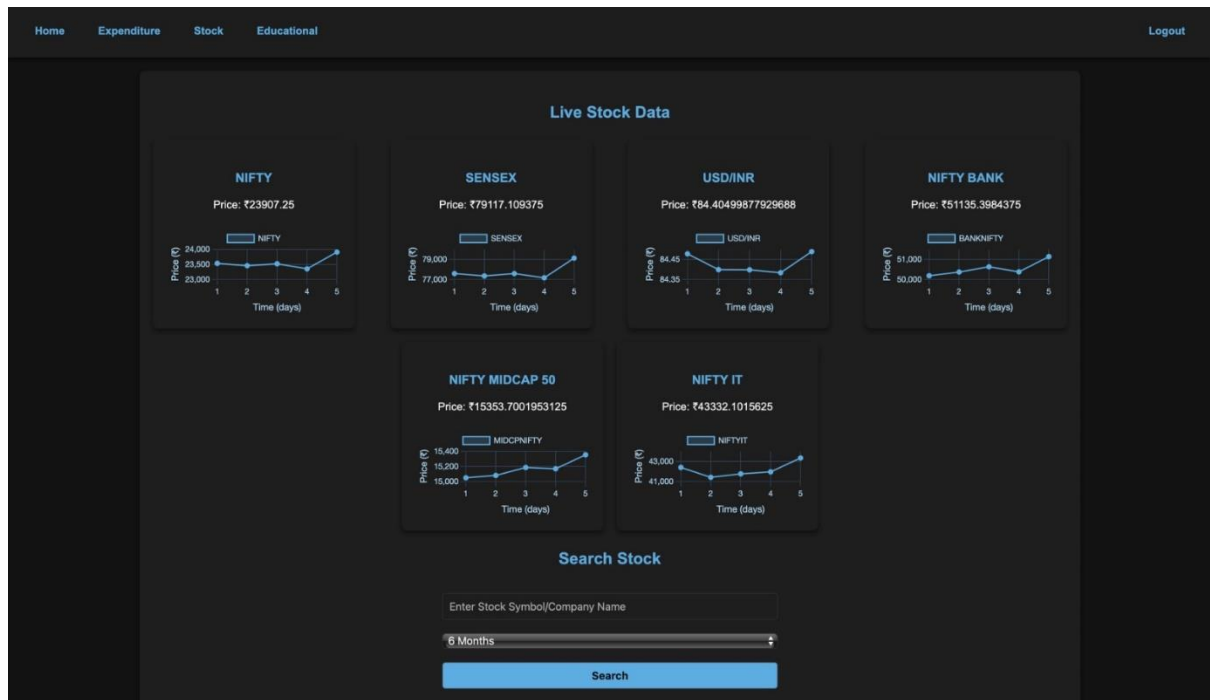 Home Expenditure Stock Educational Logout
Live Stock Data
NIFTY
Price: ₹23907.25
NIFTY
Price (₹)
24,000
23,500
23,000
1 2 3 4 5
Time (days)
SENSEX
Price: ₹79117.109375
SENSEX
Price (₹)
79,000
77,000
1 2 3 4 5
Time (days)
USD/INR
Price: ₹84.40499877929688
USD/INR
Price (₹)
84.45
84.35
1 2 3 4 5
Time (days)
NIFTY BANK
Price: ₹51135.3984375
BANKNIFTY
Price (₹)
51,000
50,000
1 2 3 4 5
Time (days)
NIFTY MIDCAP 50
Price: ₹15353.7001953125
MIDCPNIFTY
Price (₹)
15,400
15,200
15,000
1 2 3 4 5
Time (days)
NIFTY IT
Price: ₹43332.1015625
NIFTYIT
Price (₹)
43,000
41,000
1 2 3 4 5
Time (days)
Search Stock
Enter Stock Symbol/Company Name
6 Months
Search